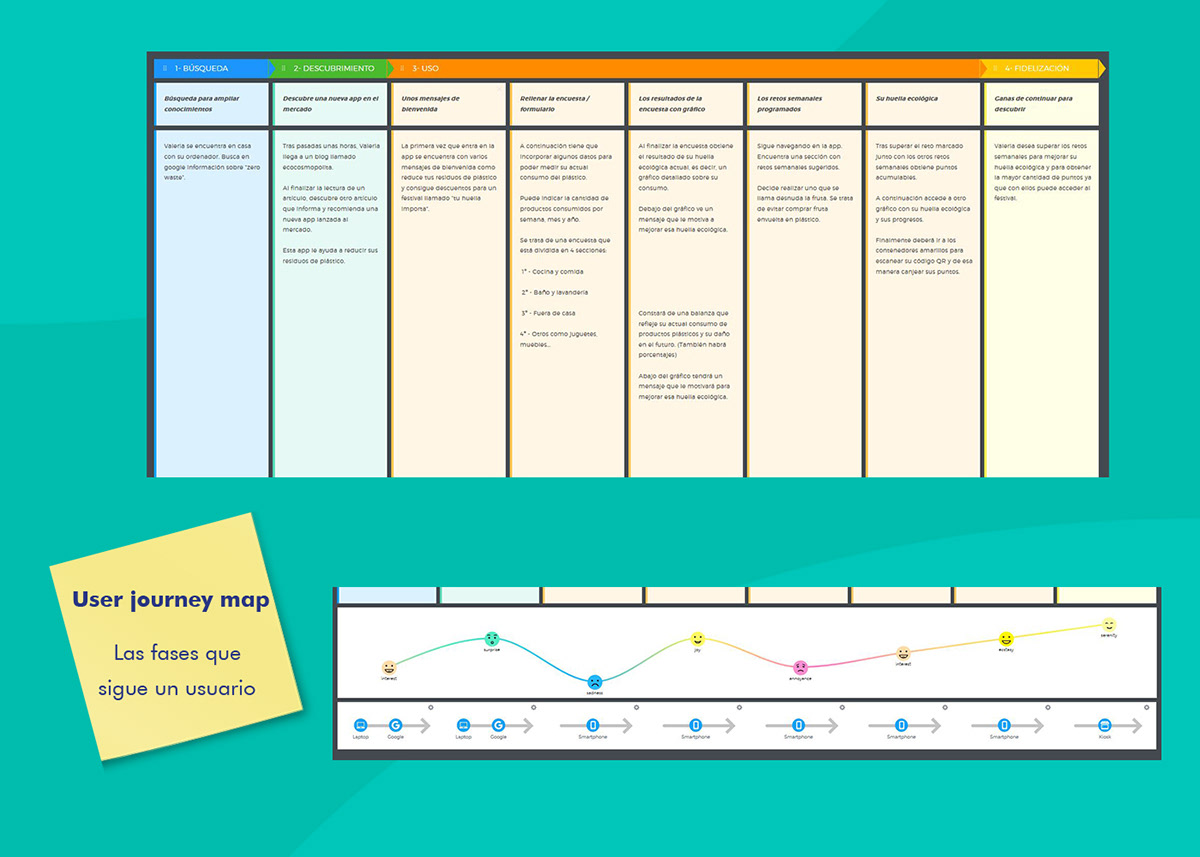 1- BÚSQUEDA
2- DESCUBRIMIENTO
3- USO
4- FIDELIZACIÓN
Búsqueda para ampliar
conocimientos
Descubre una nueva app en el
mercado
Unos mensajes de
bienvenida
Rellenar la encuesta /
formulario
Los resultados de la
encuesta con gráfico
Los retos semanales
programados
Su huella ecológica
Ganas de continuar para
descubrir
Valeria se encuentra en casa
con su ordenador. Busca en
google información sobre "zero
waste".
Tras pasadas unas horas, Valeria
llega a un blog llamado
ecocosmopolita.
Al finalizar la lectura de un
artículo, descubre otro artículo
que informa y recomienda una
nueva app lanzada al
mercado.
Esta app le ayuda a reducir sus
residuos de plástico.
La primera vez que entra en la
app se encuentra con varios
mensajes de bienvenida como
reduce tus residuos de plástico
y consigue descuentos para un
festival llamado "tu huella
importa".
A continuación tiene que
incorporar algunos datos para
poder medir su actual
consumo del plástico.
Puede indicar la cantidad de
productos consumidos por
semana, mes y año.
Se trata de una encuesta que
está dividida en 4 secciones:
1ª - Cocina y comida
2ª - Baño y lavandería
3ª - Fuera de casa
4ª - Otros como juguetes,
muebles...
Al finalizar la encuesta obtiene
el resultado de su huella
ecológica actual, es decir, un
gráfico detallado sobre su
consumo.
Debajo del gráfico ve un
mensaje que le motiva a
mejorar esa huella ecológica.
Constará de una balanza que
refleje su actual consumo de
productos plásticos y su daño
en el futuro. (También habrá
porcentajes)
Abajo del gráfico tendrá un
mensaje que le motivará para
mejorar esa huella ecológica.
Sigue navegando en la app.
Encuentra una sección con
retos semanales sugeridos.
Decide realizar uno que se
llama desnuda la fruta. Se trata
de evitar comprar fruta
envuelta en plástico.
Tras superar el reto marcado
junto con los otros retos
semanales obtiene puntos
acumulables.
A continuación accede a otro
gráfico con su huella ecológica
y sus progresos.
Finalmente deberá ir a los
contenedores amarillos para
escanear su código QR y de esa
manera canjear sus puntos.
Valeria desea superar los retos
semanales para mejorar su
huella ecológica y para obtener
la mayor cantidad de puntos ya
que con ellos puede acceder al
festival.
User journey map
Las fases que
sigue un usuario
interest
surprise
sadness
joy
annoyance
interest
ecstasy
serenity
Laptop
Google
Laptop
Google
Smartphone
Smartphone
Smartphone
Smartphone
Smartphone
Kiosk